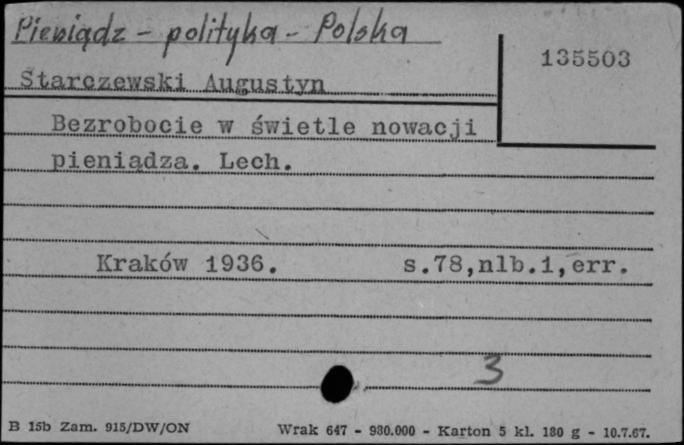 Pieniądz - polityka - Polska
135503
Starczewski Augustyn
Bezrobocie w świetle nowacji
pieniądza. Lech.
Kraków 1936. s.78,nlb.1,err.
3
B 15b Zam. 915/DW/ON Wrak 647 - 980.000 - Karton 5 kl. 180 g - 10.7.67.